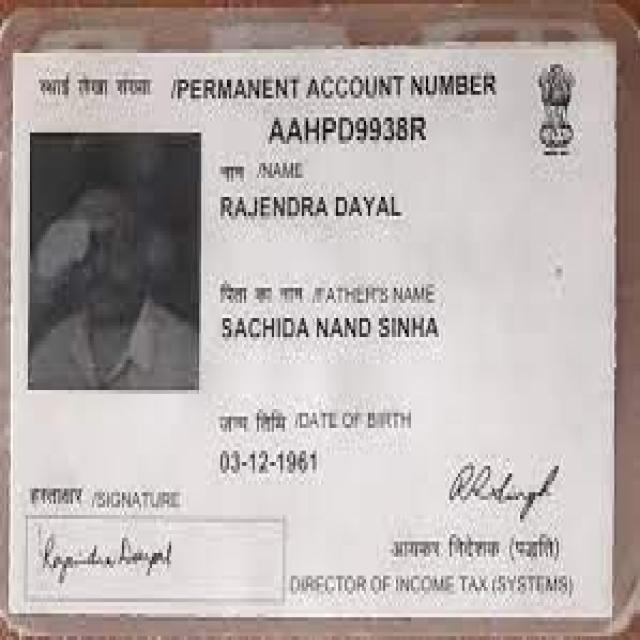 स्थाई लेखा संख्या /PERMANENT ACCOUNT NUMBER
AAHPD9938R
नाम /NAME
RAJENDRA DAYAL
पिता का नाम /FATHER'S NAME
SACHIDA NAND SINHA
जन्म तिथि /DATE OF BIRTH
03-12-1961
हस्ताक्षर /SIGNATURE
Rajendra Dayal
आयकर निदेशक (पद्धति)
DIRECTOR OF INCOME TAX (SYSTEMS)